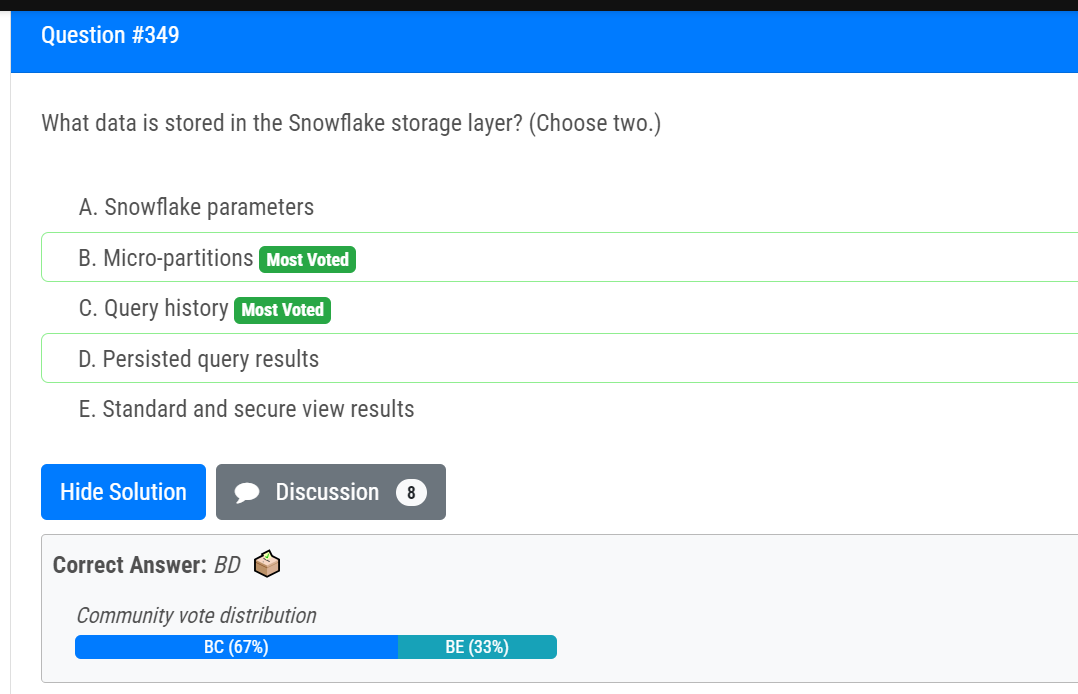 Question #349
What data is stored in the Snowflake storage layer? (Choose two.)
A. Snowflake parameters
B. Micro-partitions Most Voted
C. Query history Most Voted
D. Persisted query results
E. Standard and secure view results
Hide Solution Discussion 8
Correct Answer: BD
Community vote distribution
BC (67%) BE (33%)